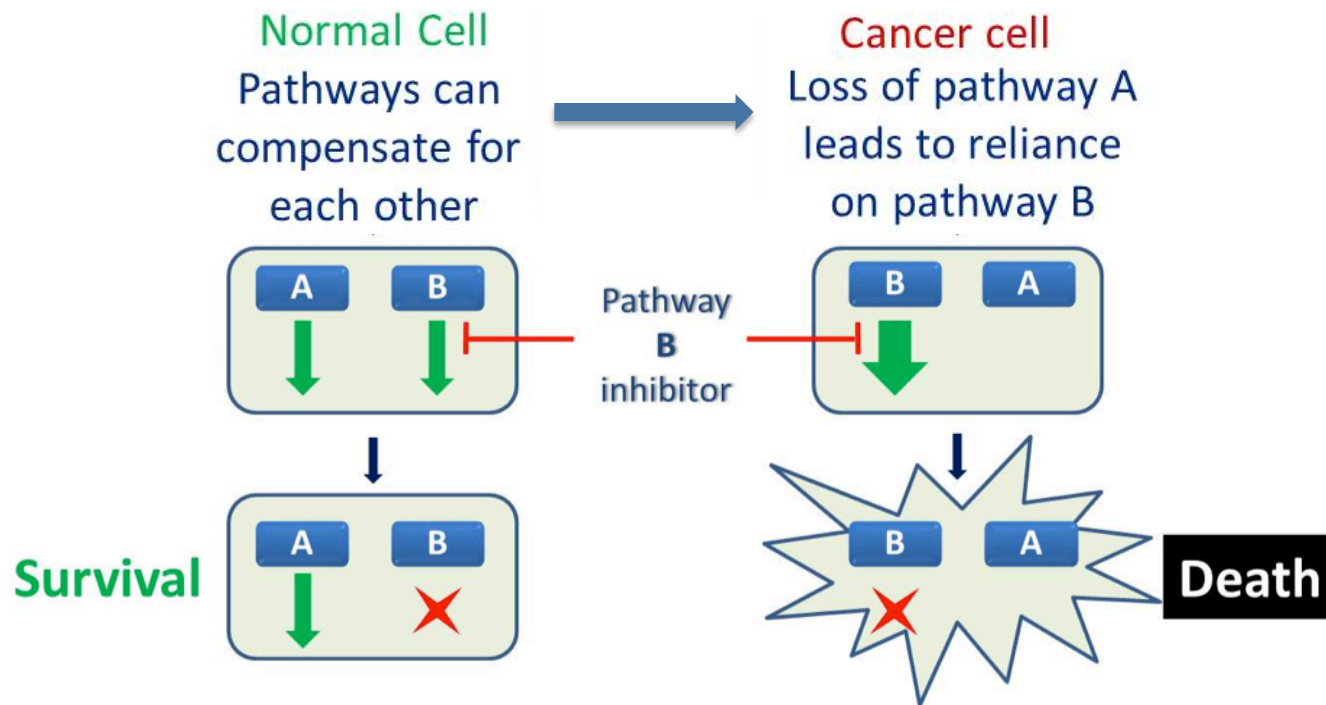 Normal Cell
Pathways can
compensate for
each other
Cancer cell
Loss of pathway A
leads to reliance
on pathway B
A
B
Pathway
B
inhibitor
B
A
Survival
A
B
B
A
Death